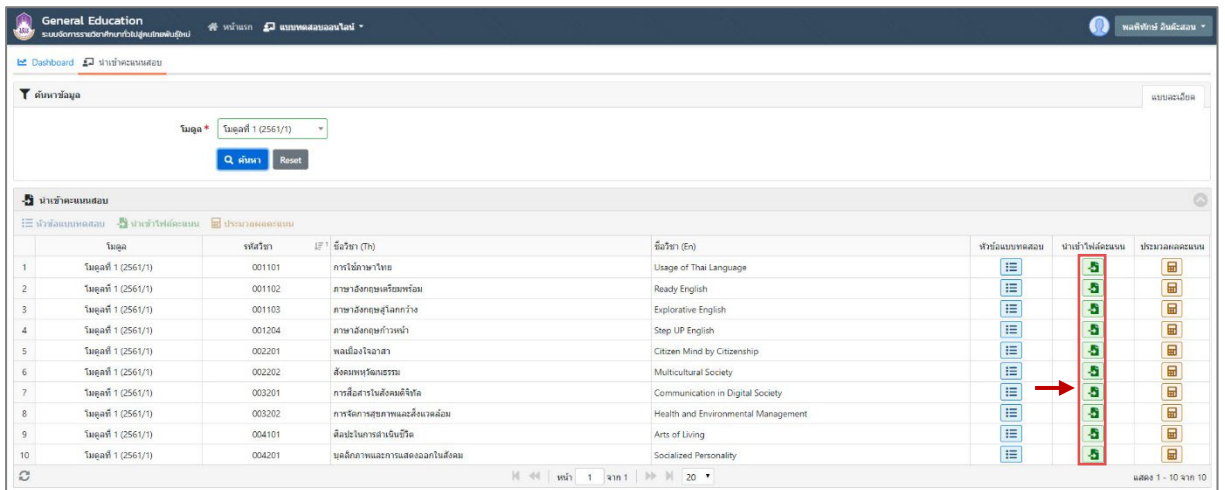 General Education
ระบบจัดการรายวิชาศึกษาทั่วไปสู่คนไทยพันธุ์ใหม่
หน้าแรก แบบทดสอบออนไลน์
Dashboard นำเข้าคะแนนสอบ
ค้นหาข้อมูล
แบบละเอียด
โมดูล * โมดูลที่ 1 (2561/1)
ค้นหา Reset
นำเข้าคะแนนสอบ
หัวข้อแบบทดสอบ นำเข้าไฟล์คะแนน ประมวลผลคะแนน
โมดูล รหัสวิชา 1 ชื่อวิชา (Th) ชื่อวิชา (En) หัวข้อแบบทดสอบ นำเข้าไฟล์คะแนน ประมวลผลคะแนน
1 โมดูลที่ 1 (2561/1) 001101 การใช้ภาษาไทย Usage of Thai Language
2 โมดูลที่ 1 (2561/1) 001102 ภาษาอังกฤษเตรียมพร้อม Ready English
3 โมดูลที่ 1 (2561/1) 001103 ภาษาอังกฤษสู่โลกกว้าง Explorative English
4 โมดูลที่ 1 (2561/1) 001204 ภาษาอังกฤษก้าวหน้า Step UP English
5 โมดูลที่ 1 (2561/1) 002201 พลเมืองใจอาสา Citizen Mind by Citizenship
6 โมดูลที่ 1 (2561/1) 002202 สังคมพหุวัฒนธรรม Multicultural Society
7 โมดูลที่ 1 (2561/1) 003201 การสื่อสารในสังคมดิจิทัล Communication in Digital Society
8 โมดูลที่ 1 (2561/1) 003202 การจัดการสุขภาพและสิ่งแวดล้อม Health and Environmental Management
9 โมดูลที่ 1 (2561/1) 004101 ศิลปะในการดำเนินชีวิต Arts of Living
10 โมดูลที่ 1 (2561/1) 004201 บุคลิกภาพและการแสดงออกในสังคม Socialized Personality
หน้า 1 จาก 1 20 แสดง 1 - 10 จาก 10